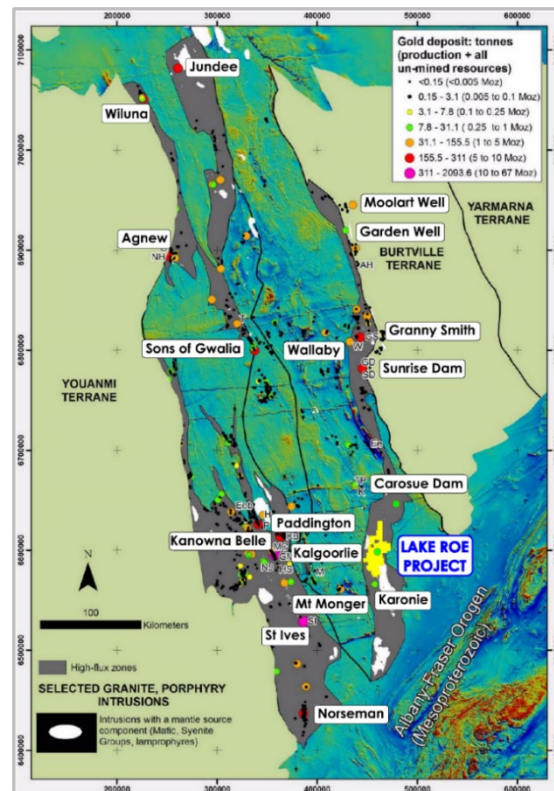 200000 300000 400000 500000 600000
7100000
Jundee
Gold deposit: tonnes
(production + all
un-mined resources)
<0.15 (<0.005 Moz)
0.15 - 3.1 (0.005 to 0.1 Moz)
3.1 - 7.8 (0.1 to 0.25 Moz)
7.8 - 31.1 (0.25 to 1 Moz)
31.1 - 155.5 (1 to 5 Moz)
155.5 - 311 (5 to 10 Moz)
311 - 2093.6 (10 to 67 Moz)
Wiluna
7000000
Moolart Well
YARMARNA
TERRANE
Garden Well
Agnew
NH
6900000
BURTVILLE
TERRANE
AH
Granny Smith
Sons of Gwalia
Wallaby
W
6800000
Sunrise Dam
GD
SD
YOUANMI
TERRANE
6700000
Carosue Dam
Paddington
Kanowna Belle
Kalgoorlie
LAKE ROE
PROJECT
6600000
N
M
Karonie
Mt Monger
100
Kilometers
St Ives
SI
6500000
High-flux zones
SELECTED GRANITE, PORPHYRY
INTRUSIONS
Intrusions with a mantle source
component (Mafic, Syenite
Groups, lamprophyres)
Norseman
Albany Fraser Orogen
(Mesoproterozoic)
6400000
200000 300000 400000 500000 600000